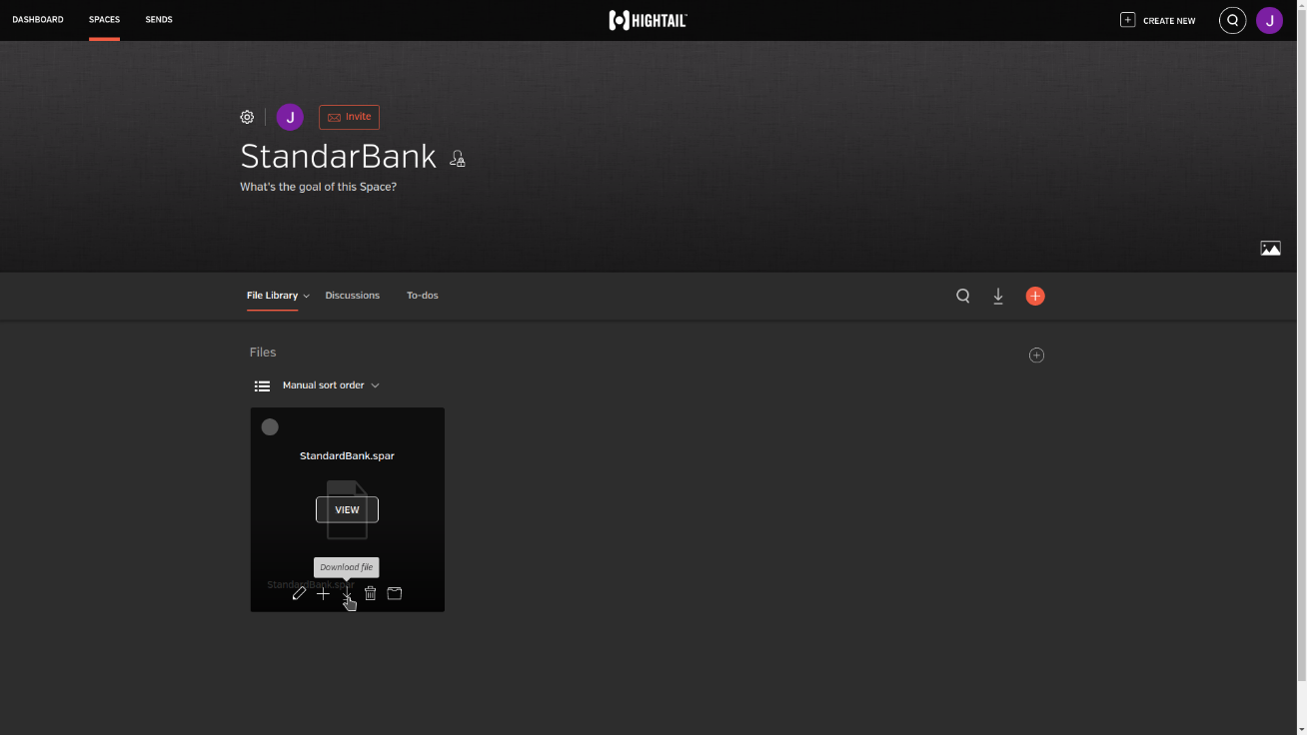 DASHBOARD SPACES SENDS
HIGHTAIL
CREATE NEW
J
J
Invite
StandarBank
What's the goal of this Space?
File Library Discussions To-dos
Files
Manual sort order
StandardBank.spar
VIEW
Download file
StandardBank.spar